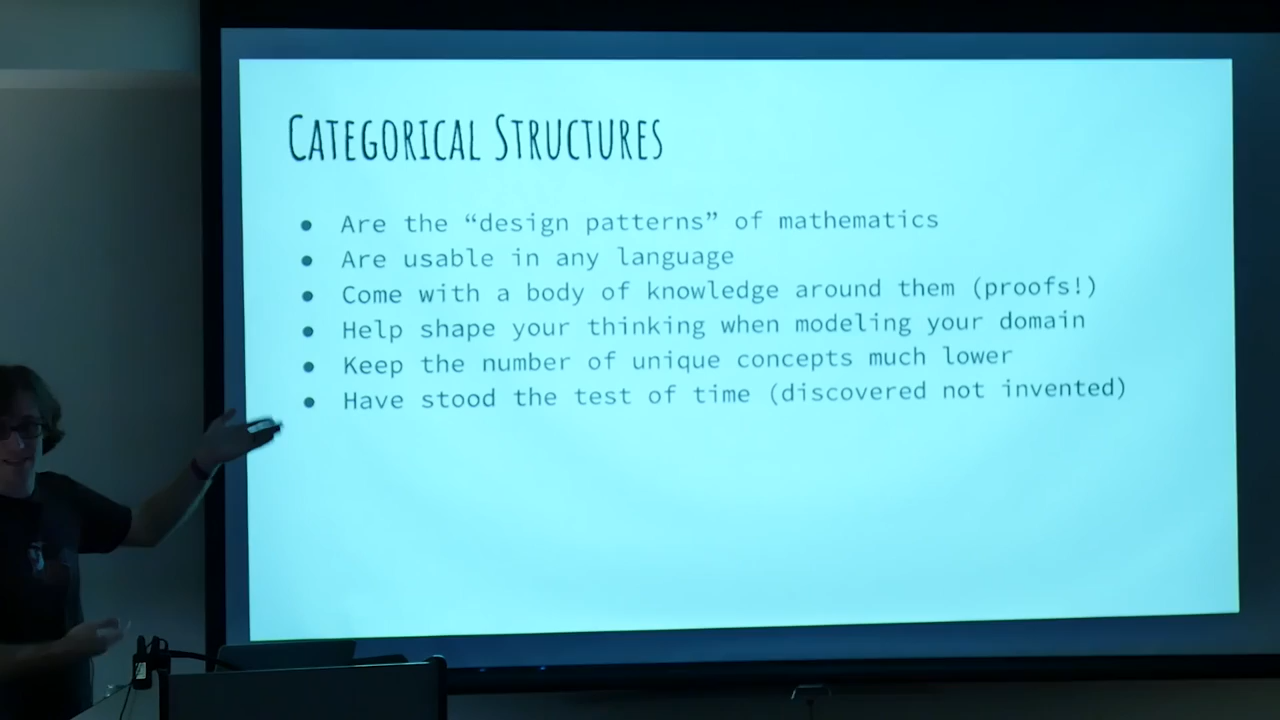 CATEGORICAL STRUCTURES
● Are the “design patterns” of mathematics
● Are usable in any language
● Come with a body of knowledge around them (proofs!)
● Help shape your thinking when modeling your domain
● Keep the number of unique concepts much lower
● Have stood the test of time (discovered not invented)